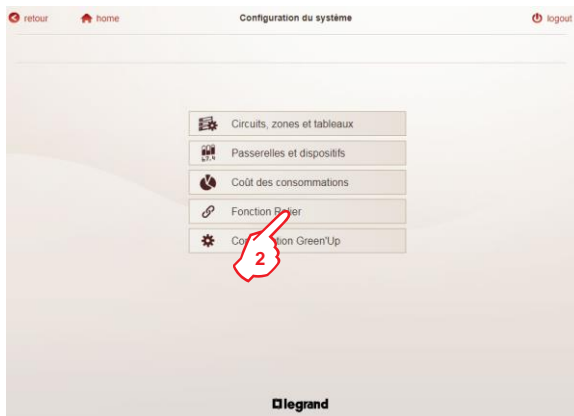 retour home Configuration du système logout
Circuits, zones et tableaux
Passerelles et dispositifs
Coût des consommations
Fonction
Green'Up
2
legrand